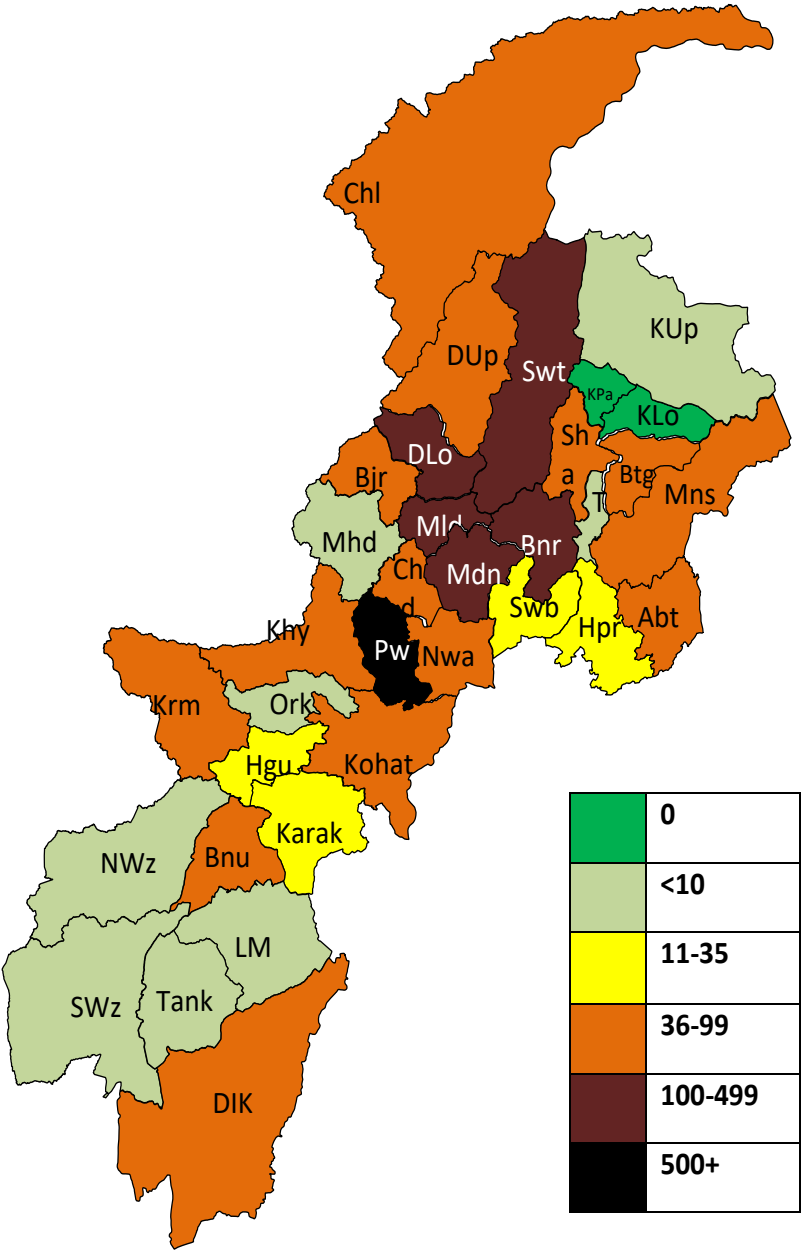 Chl
KUp
DUp
Swt
KPa
KLo
DLo
Sh
a
Btg
Bjr
Mns
T
Mld
Mhd
Bnr
Ch
d
Mdn
Swb
Hpr
Abt
Khy
Pw
Nwa
Krm
Ork
Hgu
Kohat
Karak
NWz
Bnu
LM
SWz
Tank
DIK
0
<10
11-35
36-99
100-499
500+